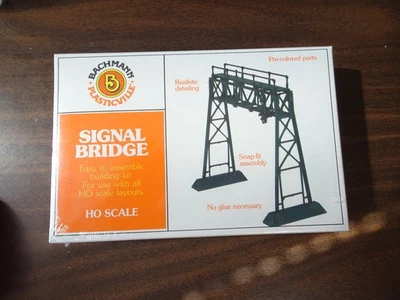 BACHMANN
B
PLASTICVILLE
SIGNAL
BRIDGE
Easy to assemble
building kit
For use with all
HO scale layouts.
HO SCALE
Pre-colored parts
Realistic
detailing
Snap-fit
assembly
No glue necessary